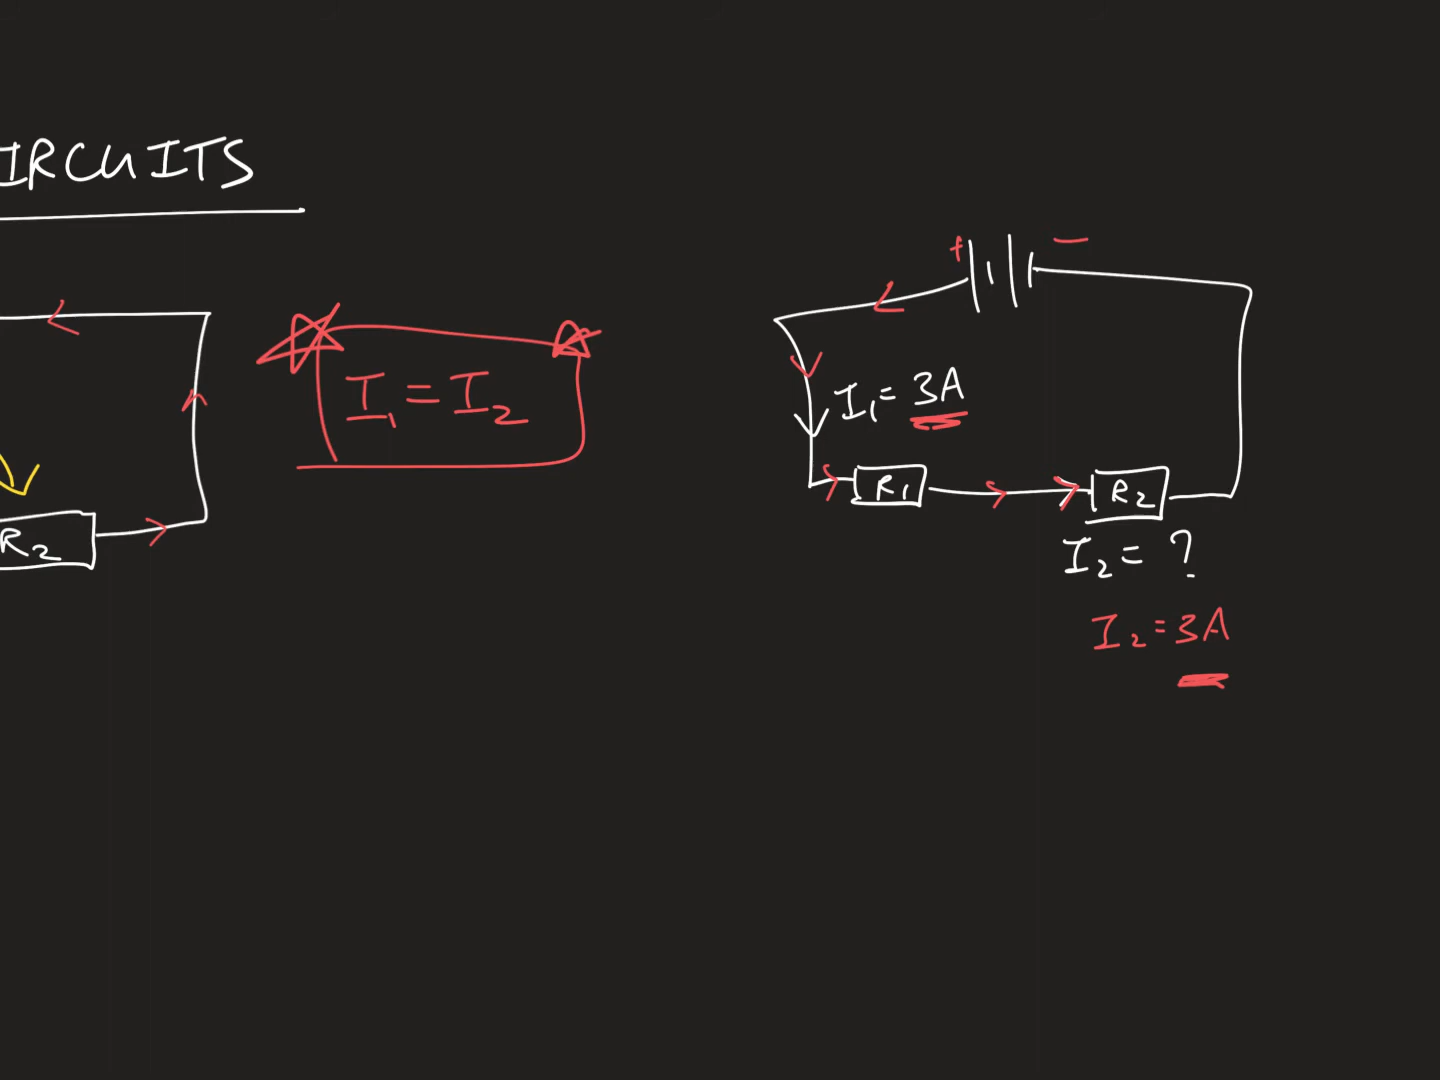 IRCUITS
R2
I1 = I2
+ −
I1 = 3A
R1
R2
I2 = ?
I2 = 3A